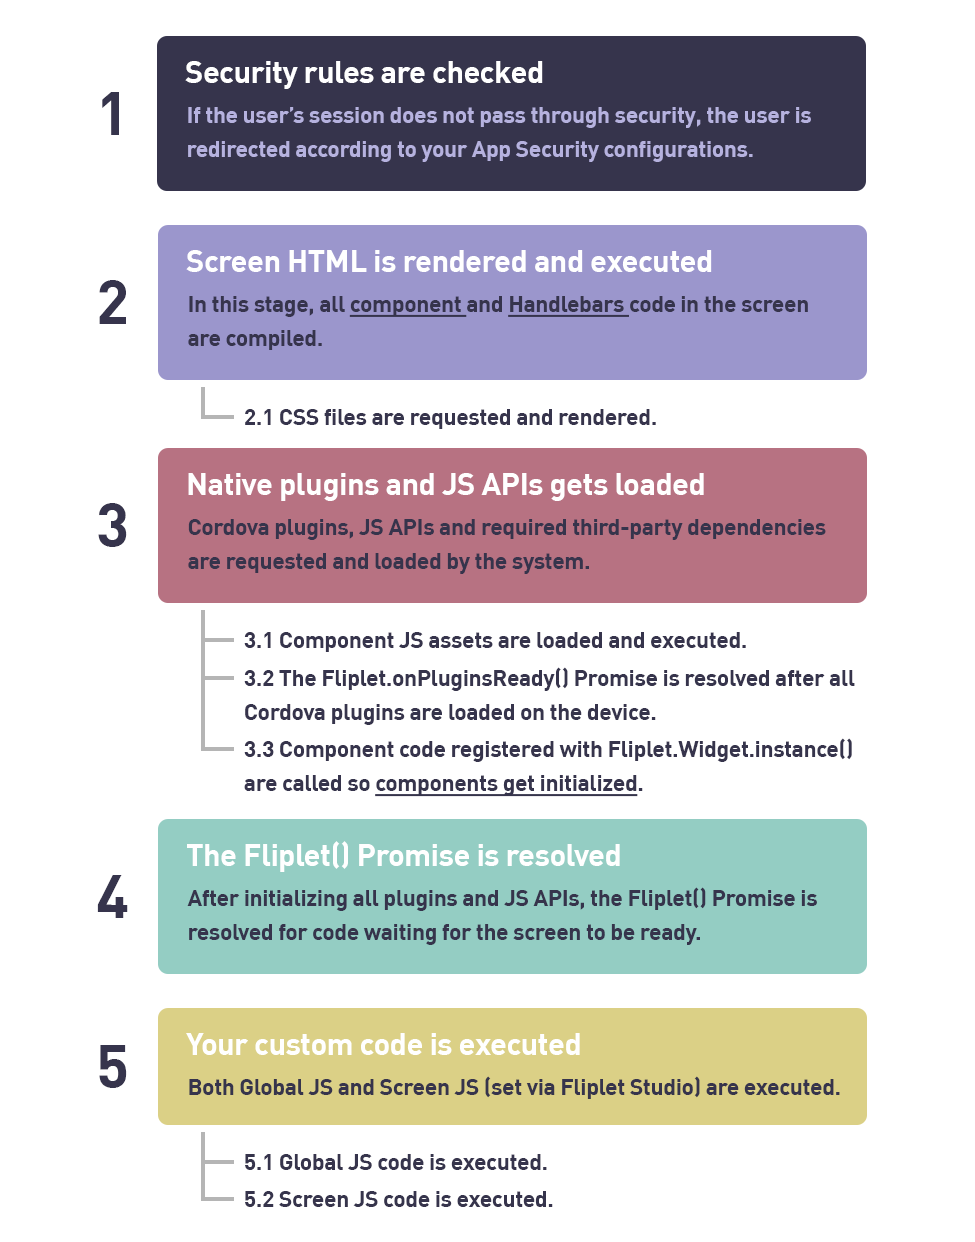 1
Security rules are checked
If the user’s session does not pass through security, the user is
redirected according to your App Security configurations.
2
Screen HTML is rendered and executed
In this stage, all component and Handlebars code in the screen
are compiled.
2.1 CSS files are requested and rendered.
3
Native plugins and JS APIs gets loaded
Cordova plugins, JS APIs and required third-party dependencies
are requested and loaded by the system.
3.1 Component JS assets are loaded and executed.
3.2 The Fliplet.onPluginsReady() Promise is resolved after all
Cordova plugins are loaded on the device.
3.3 Component code registered with Fliplet.Widget.instance()
are called so components get initialized.
4
The Fliplet() Promise is resolved
After initializing all plugins and JS APIs, the Fliplet() Promise is
resolved for code waiting for the screen to be ready.
5
Your custom code is executed
Both Global JS and Screen JS (set via Fliplet Studio) are executed.
5.1 Global JS code is executed.
5.2 Screen JS code is executed.